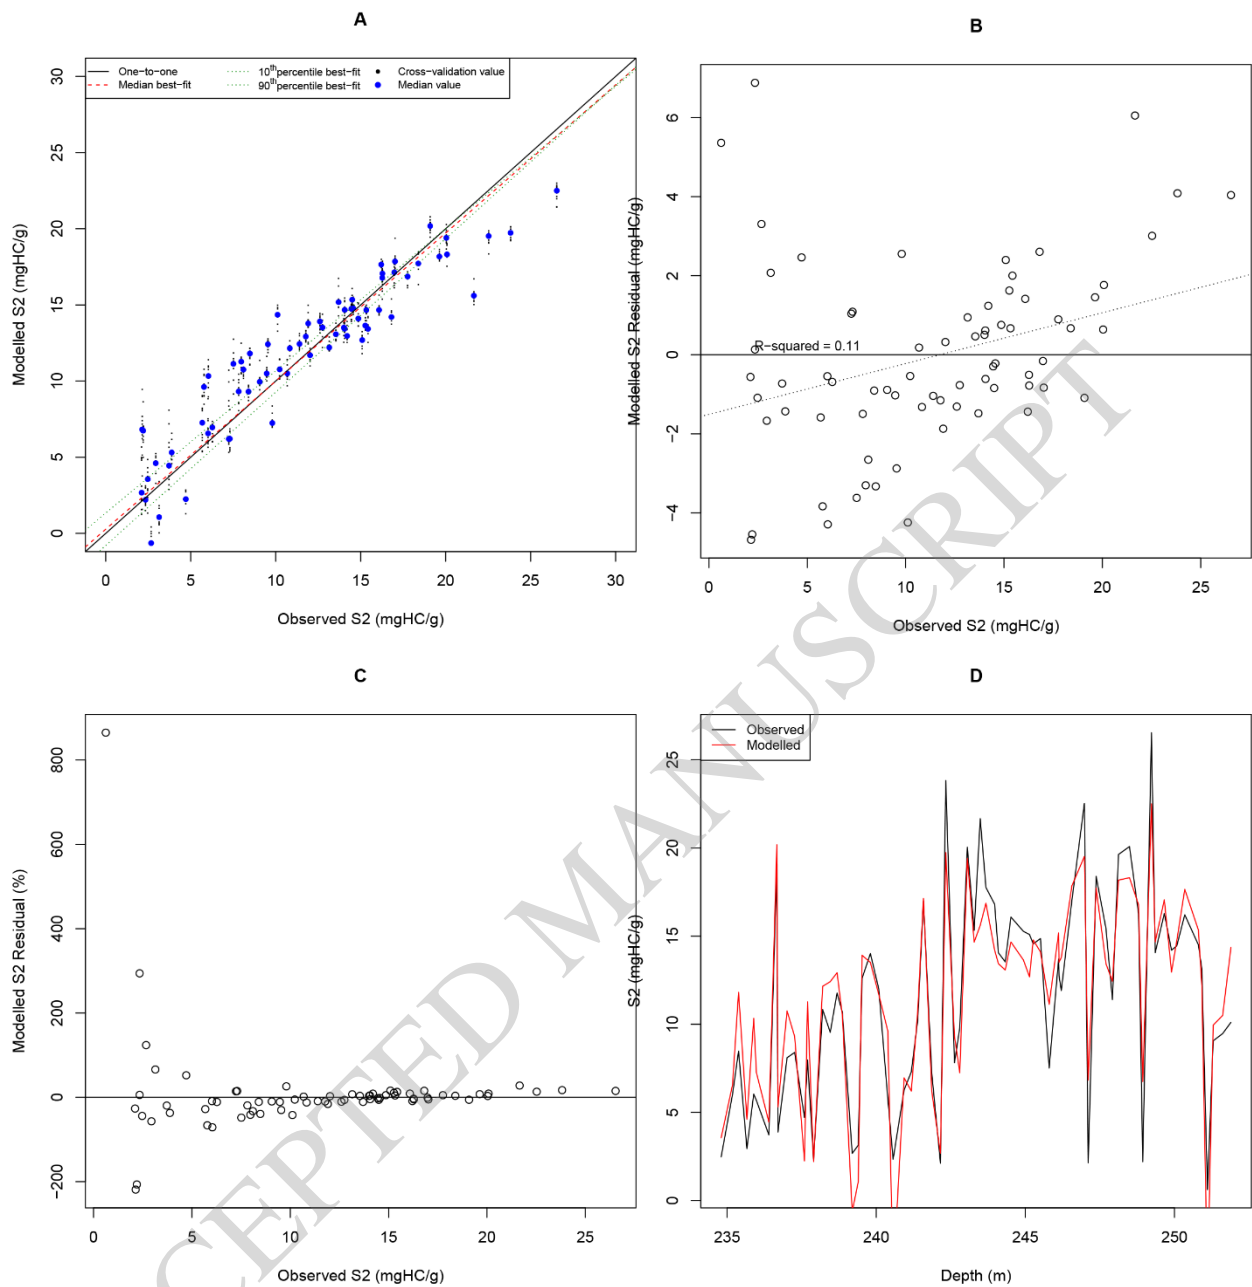 A
One−to−one
Median best−fit
10th percentile best−fit
90th percentile best−fit
Cross−validation value
Median value
Modelled S2 (mgHC/g)
0
5
10
15
20
25
30
0 5 10 15 20 25 30
Observed S2 (mgHC/g)
B
Modelled S2 Residual (mgHC/g)
−4
−2
0
2
4
6
R−squared = 0.11
0 5 10 15 20 25
Observed S2 (mgHC/g)
C
Modelled S2 Residual (%)
−200
0
200
400
600
800
0 5 10 15 20 25
Observed S2 (mgHC/g)
D
Observed
Modelled
S2 (mgHC/g)
0
5
10
15
20
25
235 240 245 250
Depth (m)
CEPTED MANUSCRIPT